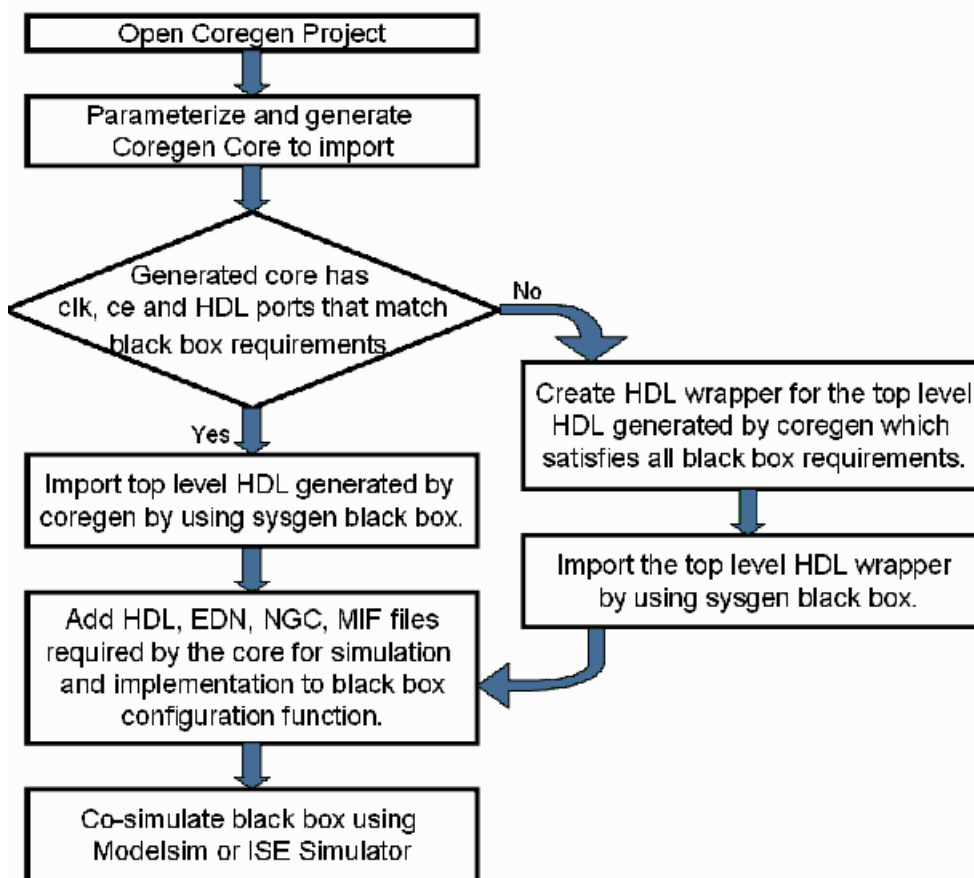 Open Coregen Project
Parameterize and generate
Coregen Core to import
Generated core has
clk, ce and HDL ports that match
black box requirements
No
Yes
Create HDL wrapper for the top level
HDL generated by coregen which
satisfies all black box requirements.
Import top level HDL generated by
coregen by using sysgen black box.
Import the top level HDL wrapper
by using sysgen black box.
Add HDL, EDN, NGC, MIF files
required by the core for simulation
and implementation to black box
configuration function.
Co-simulate black box using
Modelsim or ISE Simulator